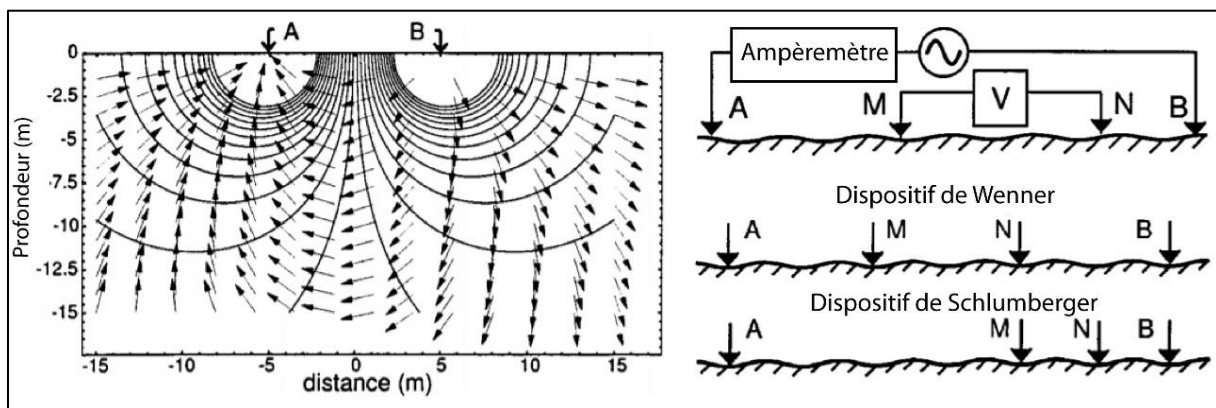 A B
Profondeur (m)
0
-2.5
-5
-7.5
-10
-12.5
-15
-15 -10 -5 0 5 10 15
distance (m)
Ampèremètre
V
A M N B
Dispositif de Wenner
A M N B
Dispositif de Schlumberger
A M N B